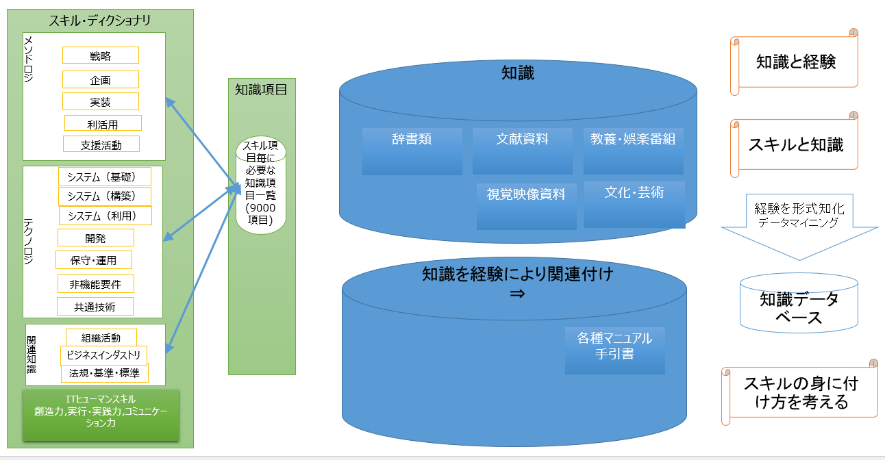 スキル・ディクショナリ
メソドロジ
戦略
企画
実装
利活用
支援活動
テクノロジ
システム（基礎）
システム（構築）
システム（利用）
開発
保守・運用
非機能要件
共通技術
関連知識
組織活動
ビジネスインダストリ
法規・基準・標準
ITヒューマンスキル
創造力,実行・実践力,コミュニケー
ション力
知識項目
スキル項
目毎に
必要な
知識項
目一覧
(9000
項目)
知識
辞書類
文献資料
教養・娯楽番組
視覚映像資料
文化・芸術
知識を経験により関連付け
⇒
各種マニュアル
手引書
知識と経験
スキルと知識
経験を形式知化
データマイニング
知識データ
ベース
スキルの身に付
け方を考える